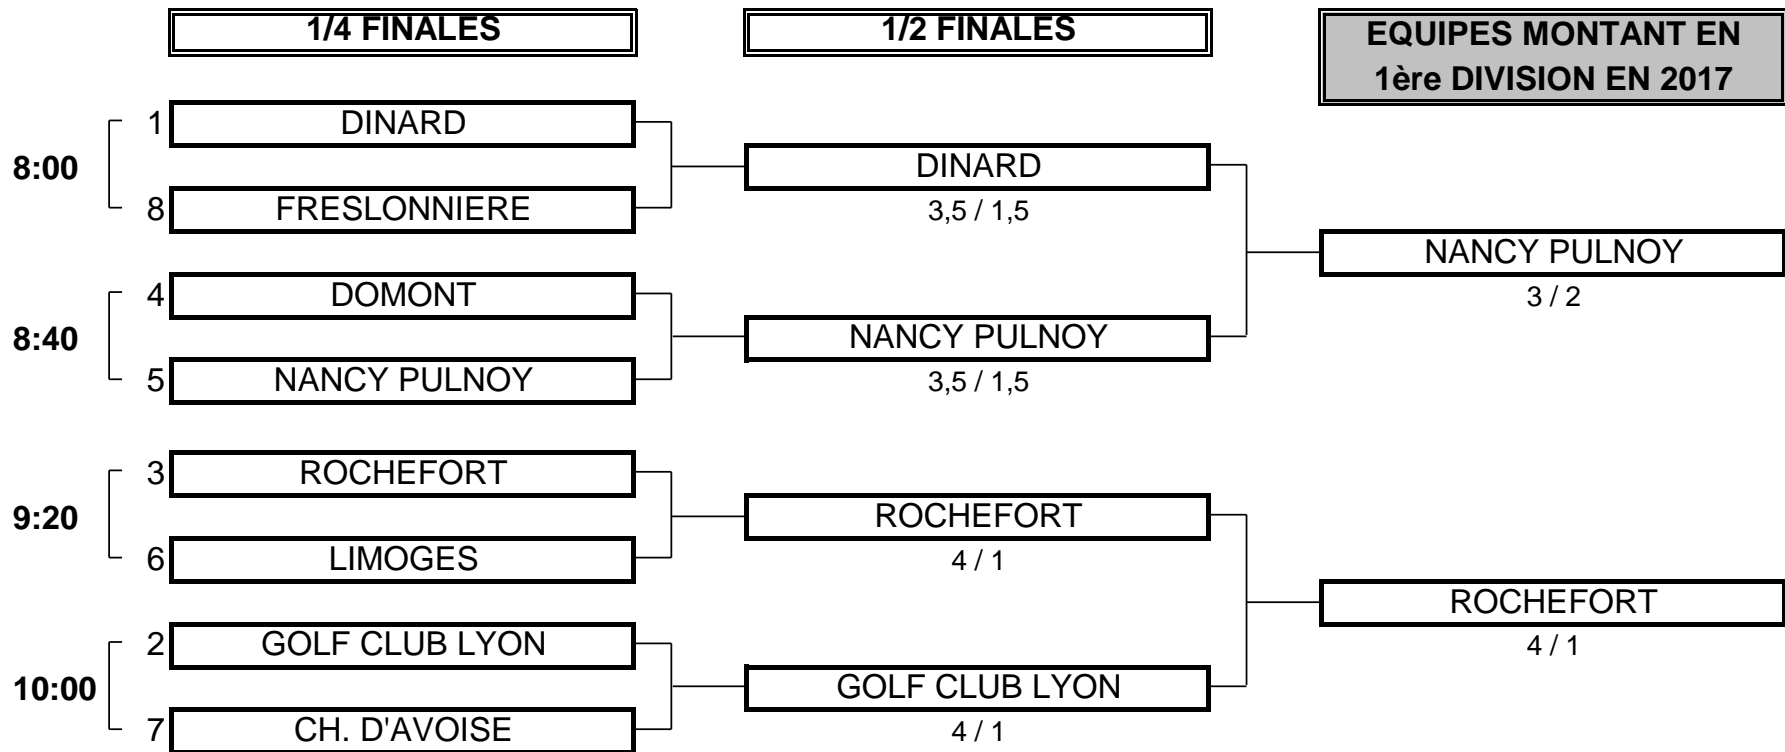 1/4 FINALES
1/2 FINALES
EQUIPES MONTANT EN
1ère DIVISION EN 2017
1 DINARD
8:00
DINARD
8 FRESLONNIERE
3,5 / 1,5
NANCY PULNOY
4 DOMONT
3 / 2
8:40
NANCY PULNOY
5 NANCY PULNOY
3,5 / 1,5
3 ROCHEFORT
9:20
ROCHEFORT
6 LIMOGES
4 / 1
ROCHEFORT
2 GOLF CLUB LYON
4 / 1
10:00
GOLF CLUB LYON
7 CH. D'AVOISE
4 / 1